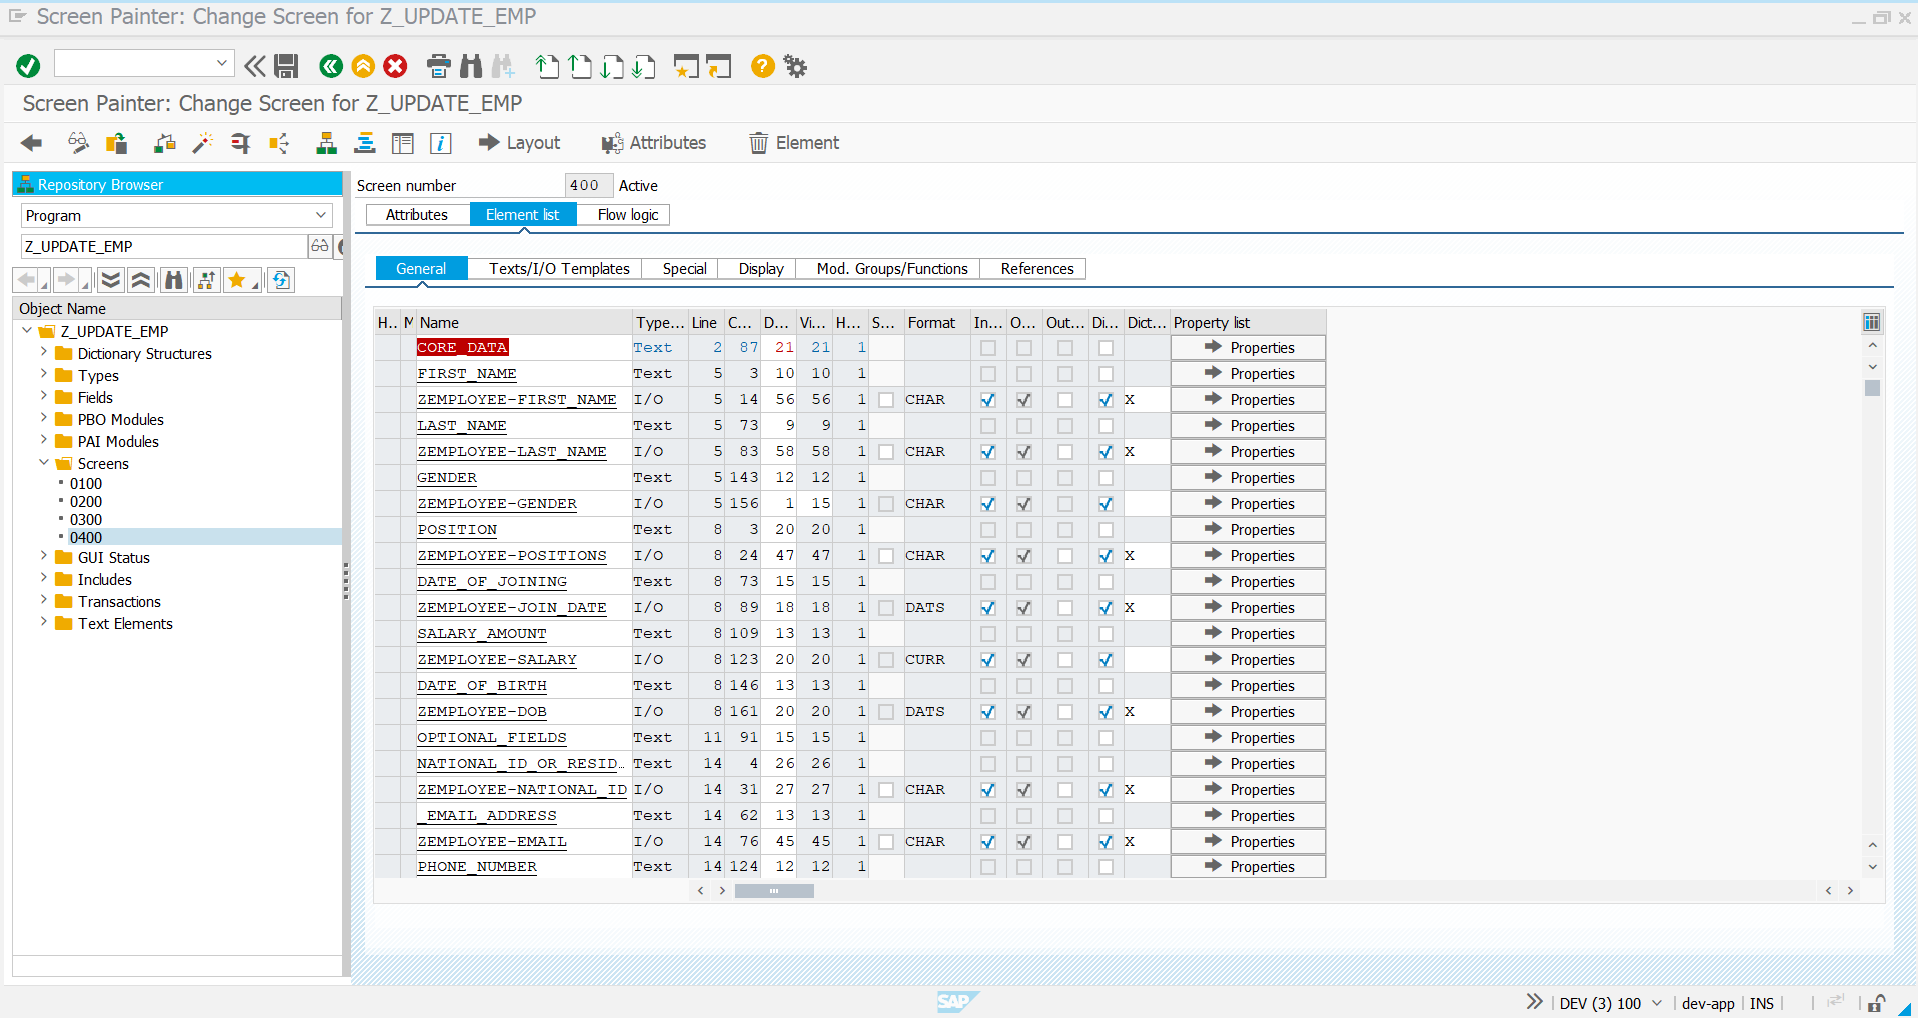 Screen Painter: Change Screen for Z_UPDATE_EMP
Screen Painter: Change Screen for Z_UPDATE_EMP
Layout Attributes Element
Repository Browser
Program
Z_UPDATE_EMP
Object Name
Z_UPDATE_EMP
Dictionary Structures
Types
Fields
PBO Modules
PAI Modules
Screens
0100
0200
0300
0400
GUI Status
Includes
Transactions
Text Elements
Screen number 400 Active
Attributes Element list Flow logic
General Texts/I/O Templates Special Display Mod. Groups/Functions References
H.. M Name Type... Line C... D... Vi... H... S... Format In... O... Out... Di... Dict... Property list
CORE_DATA Text 2 87 21 21 1 Properties
FIRST_NAME Text 5 3 10 10 1 Properties
ZEMPLOYEE-FIRST_NAME I/O 5 14 56 56 1 CHAR X Properties
LAST_NAME Text 5 73 9 9 1 Properties
ZEMPLOYEE-LAST_NAME I/O 5 83 58 58 1 CHAR X Properties
GENDER Text 5 143 12 12 1 Properties
ZEMPLOYEE-GENDER I/O 5 156 1 15 1 CHAR Properties
POSITION Text 8 3 20 20 1 Properties
ZEMPLOYEE-POSITIONS I/O 8 24 47 47 1 CHAR X Properties
DATE_OF_JOINING Text 8 73 15 15 1 Properties
ZEMPLOYEE-JOIN_DATE I/O 8 89 18 18 1 DATS X Properties
SALARY_AMOUNT Text 8 109 13 13 1 Properties
ZEMPLOYEE-SALARY I/O 8 123 20 20 1 CURR Properties
DATE_OF_BIRTH Text 8 146 13 13 1 Properties
ZEMPLOYEE-DOB I/O 8 161 20 20 1 DATS X Properties
OPTIONAL_FIELDS Text 11 91 15 15 1 Properties
NATIONAL_ID_OR_RESID... Text 14 4 26 26 1 Properties
ZEMPLOYEE-NATIONAL_ID I/O 14 31 27 27 1 CHAR X Properties
_EMAIL_ADDRESS Text 14 62 13 13 1 Properties
ZEMPLOYEE-EMAIL I/O 14 76 45 45 1 CHAR X Properties
PHONE_NUMBER Text 14 124 12 12 1 Properties
SAP
DEV (3) 100 dev-app INS